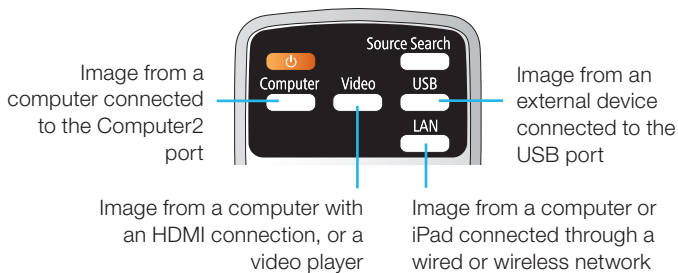 Source Search
Computer
Video
USB
LAN
Image from a
computer connected
to the Computer2
port
Image from an
external device
connected to the
USB port
Image from a computer with
an HDMI connection, or a
video player
Image from a computer or
iPad connected through a
wired or wireless network